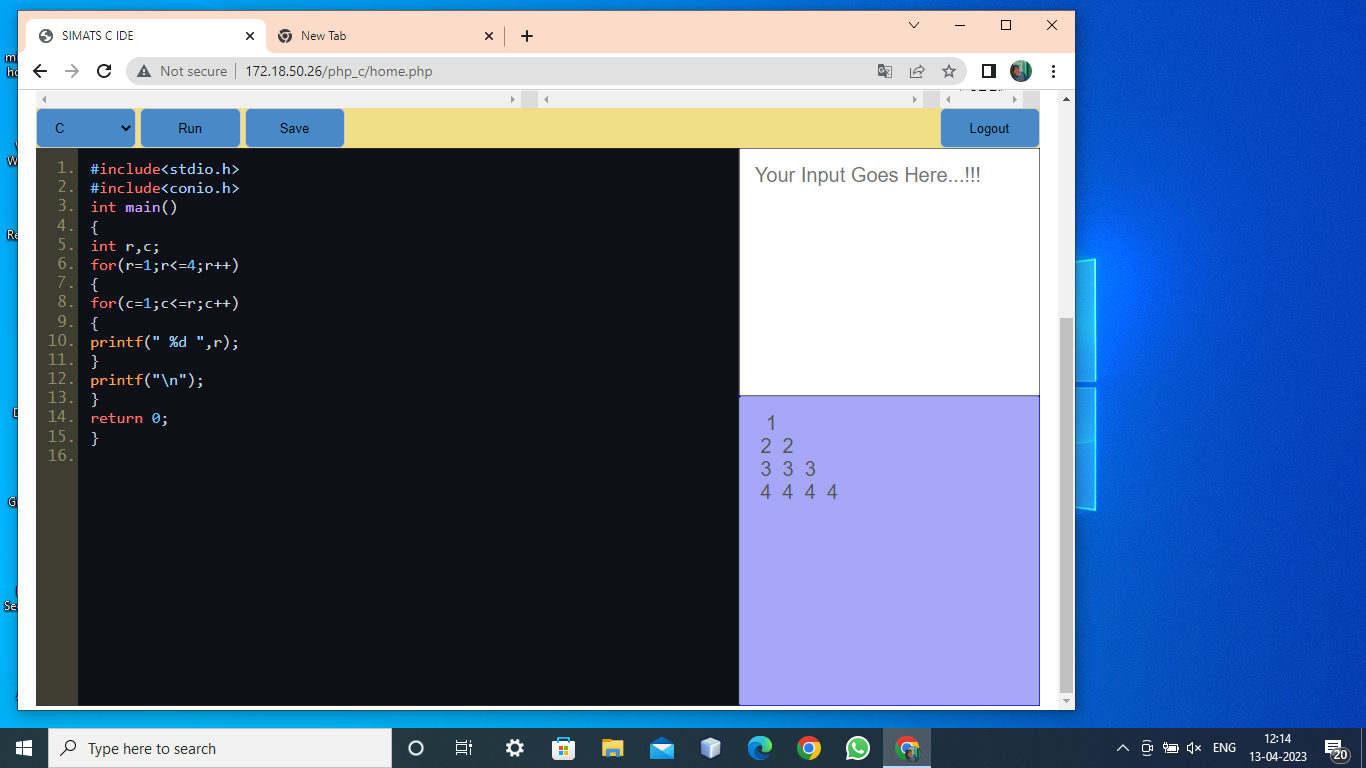 SIMATS C IDE
New Tab
Not secure
172.18.50.26/php_c/home.php
C
Run
Save
Logout
1. #include<stdio.h>
2. #include<conio.h>
3. int main()
4. {
5. int r,c;
6. for(r=1;r<=4;r++)
7. {
8. for(c=1;c<=r;c++)
9. {
10. printf(" %d ",r);
11. }
12. printf("\n");
13. }
14. return 0;
15. }
16.
Your Input Goes Here...!!!
1
2 2
3 3 3
4 4 4 4
Type here to search
ENG
12:14
13-04-2023
20